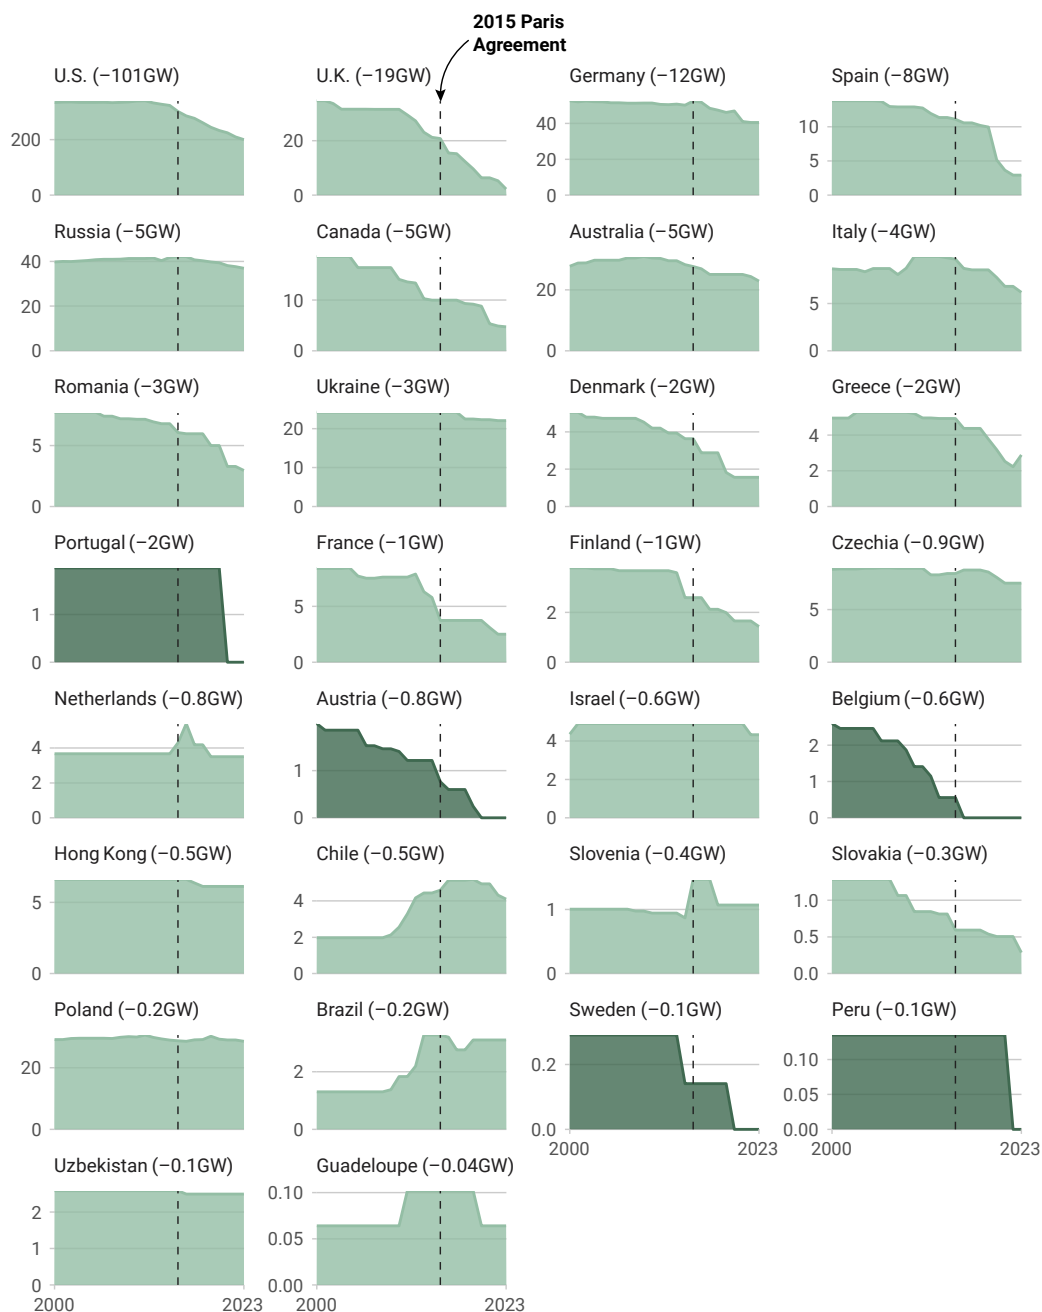 2015 Paris
Agreement
U.S. (−101GW)
200
0
U.K. (−19GW)
20
0
Germany (−12GW)
40
20
0
Spain (−8GW)
10
5
0
Russia (−5GW)
40
20
0
Canada (−5GW)
10
0
Australia (−5GW)
20
0
Italy (−4GW)
5
0
Romania (−3GW)
5
0
Ukraine (−3GW)
20
10
0
Denmark (−2GW)
4
2
0
Greece (−2GW)
4
2
0
Portugal (−2GW)
1
0
France (−1GW)
5
0
Finland (−1GW)
2
0
Czechia (−0.9GW)
5
0
Netherlands (−0.8GW)
4
2
0
Austria (−0.8GW)
1
0
Israel (−0.6GW)
4
2
0
Belgium (−0.6GW)
2
1
0
Hong Kong (−0.5GW)
5
0
Chile (−0.5GW)
4
2
0
Slovenia (−0.4GW)
1
0
Slovakia (−0.3GW)
1.0
0.5
0.0
Poland (−0.2GW)
20
0
Brazil (−0.2GW)
2
0
Sweden (−0.1GW)
0.2
0.0
2000
2023
Peru (−0.1GW)
0.10
0.05
0.00
2000
2023
Uzbekistan (−0.1GW)
2
1
0
2000
2023
Guadeloupe (−0.04GW)
0.10
0.05
0.00
2000
2023